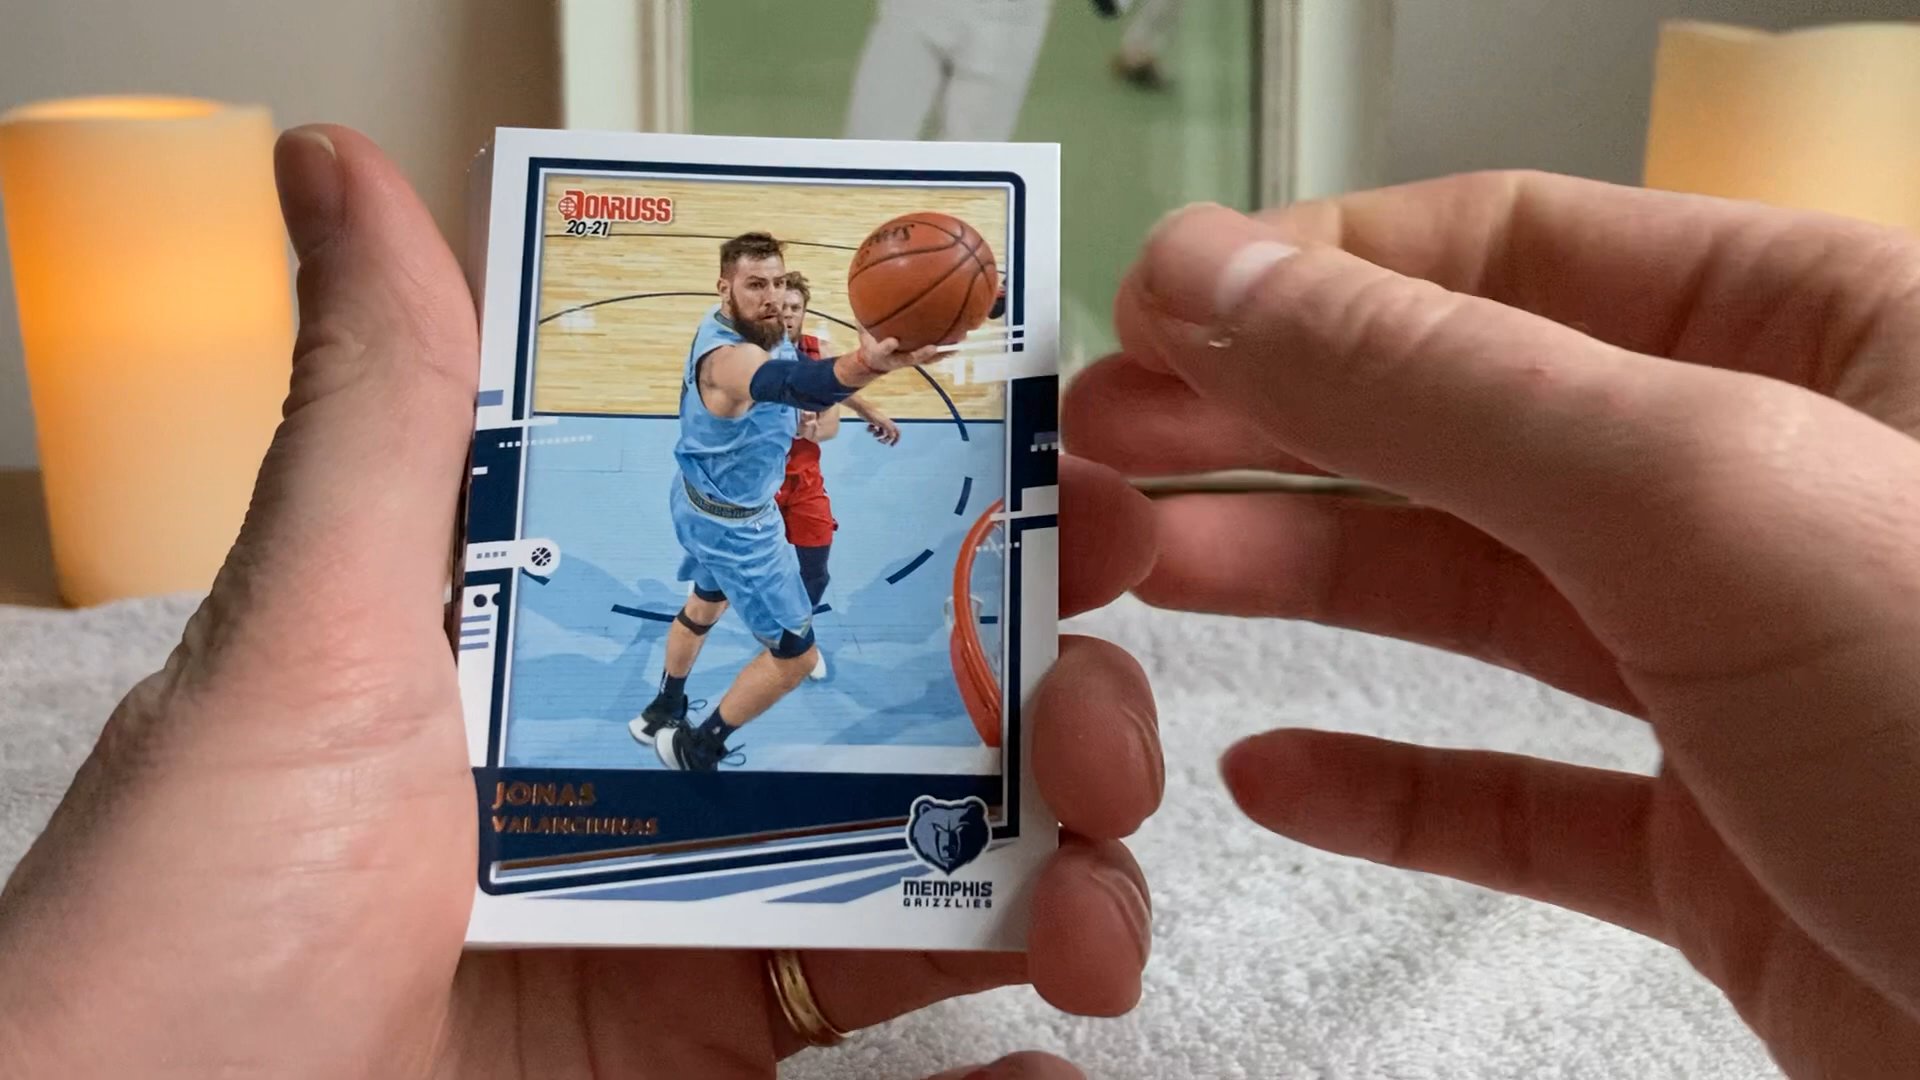 DONRUSS
20-21
JONAS
VALANCIUNAS
MEMPHIS
GRIZZLIES